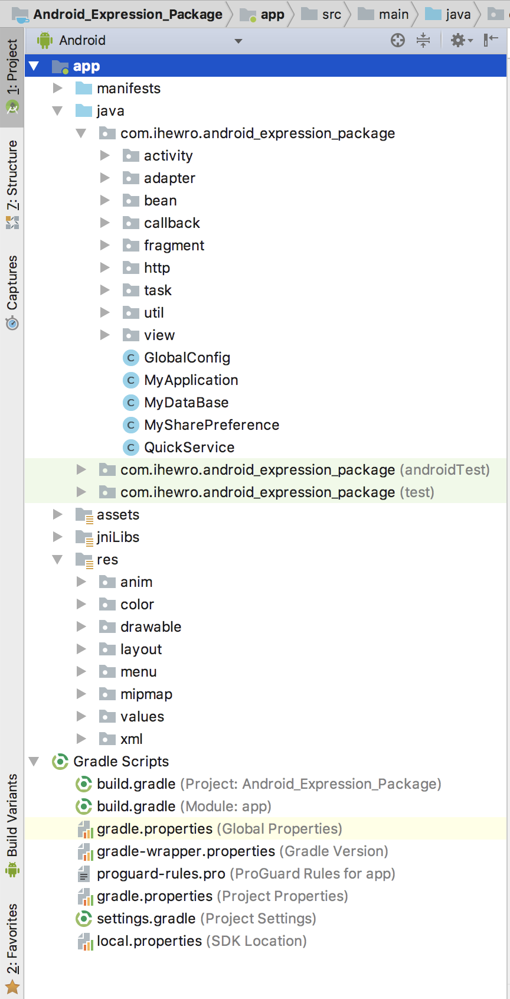 Android_Expression_Package app src main java
Android
1: Project
7: Structure
Captures
Build Variants
2: Favorites
app
manifests
java
com.ihewro.android_expression_package
activity
adapter
bean
callback
fragment
http
task
util
view
C GlobalConfig
C MyApplication
C MyDataBase
C MySharePreference
C QuickService
com.ihewro.android_expression_package (androidTest)
com.ihewro.android_expression_package (test)
assets
jniLibs
res
anim
color
drawable
layout
menu
mipmap
values
xml
Gradle Scripts
build.gradle (Project: Android_Expression_Package)
build.gradle (Module: app)
gradle.properties (Global Properties)
gradle-wrapper.properties (Gradle Version)
proguard-rules.pro (ProGuard Rules for app)
gradle.properties (Project Properties)
settings.gradle (Project Settings)
local.properties (SDK Location)